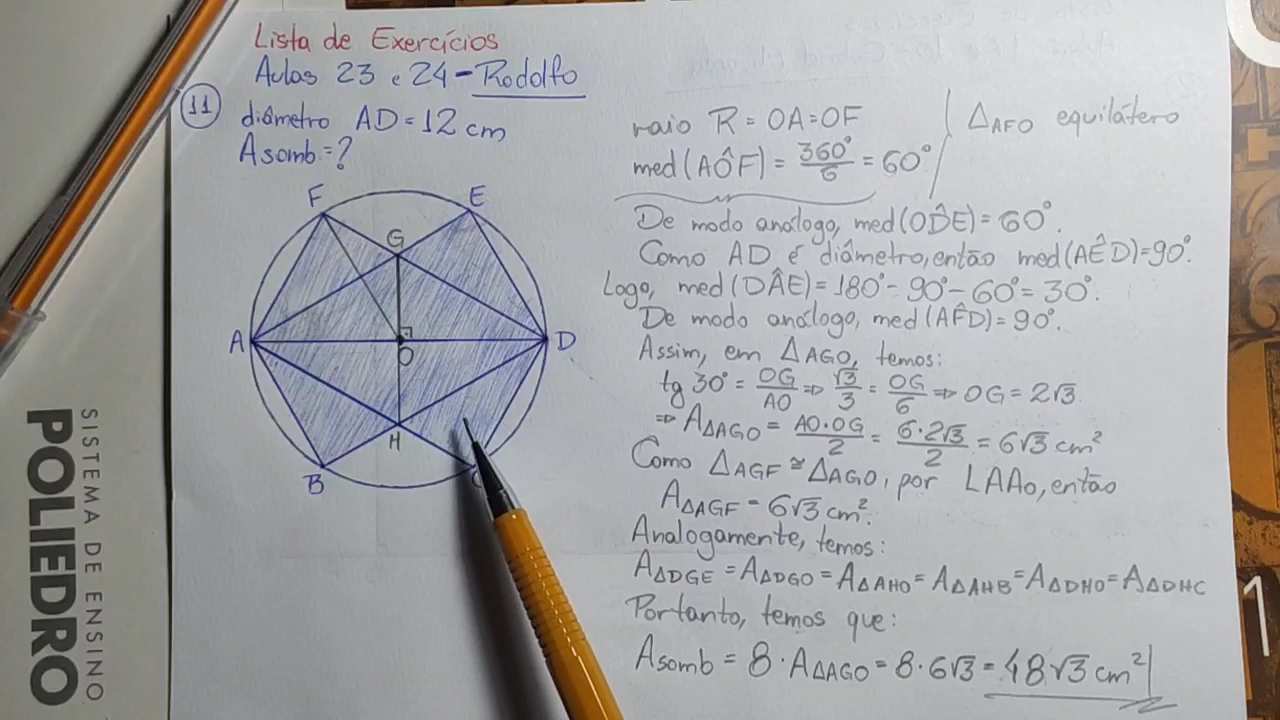 Lista de Exercícios
Aulas 23 e 24 - Rodolfo
11
diâmetro AD = 12 cm
Asomb = ?
F E
G
A O D
H
B C
raio R = OA = OF
med(AÔF) = 360°/6 = 60°
ΔAFO equilátero
De modo análogo, med(OD̂E) = 60°.
Como AD é diâmetro, então med(AÊD) = 90°.
Logo, med(DÂE) = 180° - 90° - 60° = 30°.
De modo análogo, med(AF̂D) = 90°.
Assim, em ΔAGO, temos:
tg 30° = OG/AO ⇒ √3/3 = OG/6 ⇒ OG = 2√3
⇒ AΔAGO = AO·OG/2 = 6·2√3/2 = 6√3 cm²
Como ΔAGF ≅ ΔAGO, por LAAo, então
AΔAGF = 6√3 cm².
Analogamente, temos:
AΔDGE = AΔDGO = AΔAHO = AΔAHB = AΔDHO = AΔDHC
Portanto, temos que:
Asomb = 8 · AΔAGO = 8·6√3 = 48√3 cm²
SISTEMA DE ENSINO
POLIEDRO
1